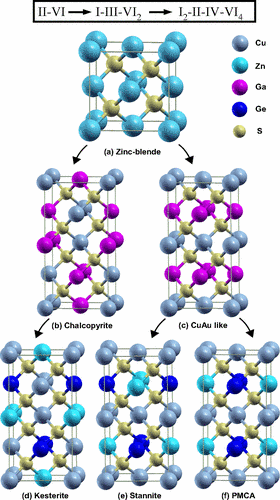 II-VI → I-III-VI₂ → I₂-II-IV-VI₄
Cu
Zn
Ga
Ge
S
(a) Zinc-blende
(b) Chalcopyrite
(c) CuAu like
(d) Kesterite
(e) Stannite
(f) PMCA